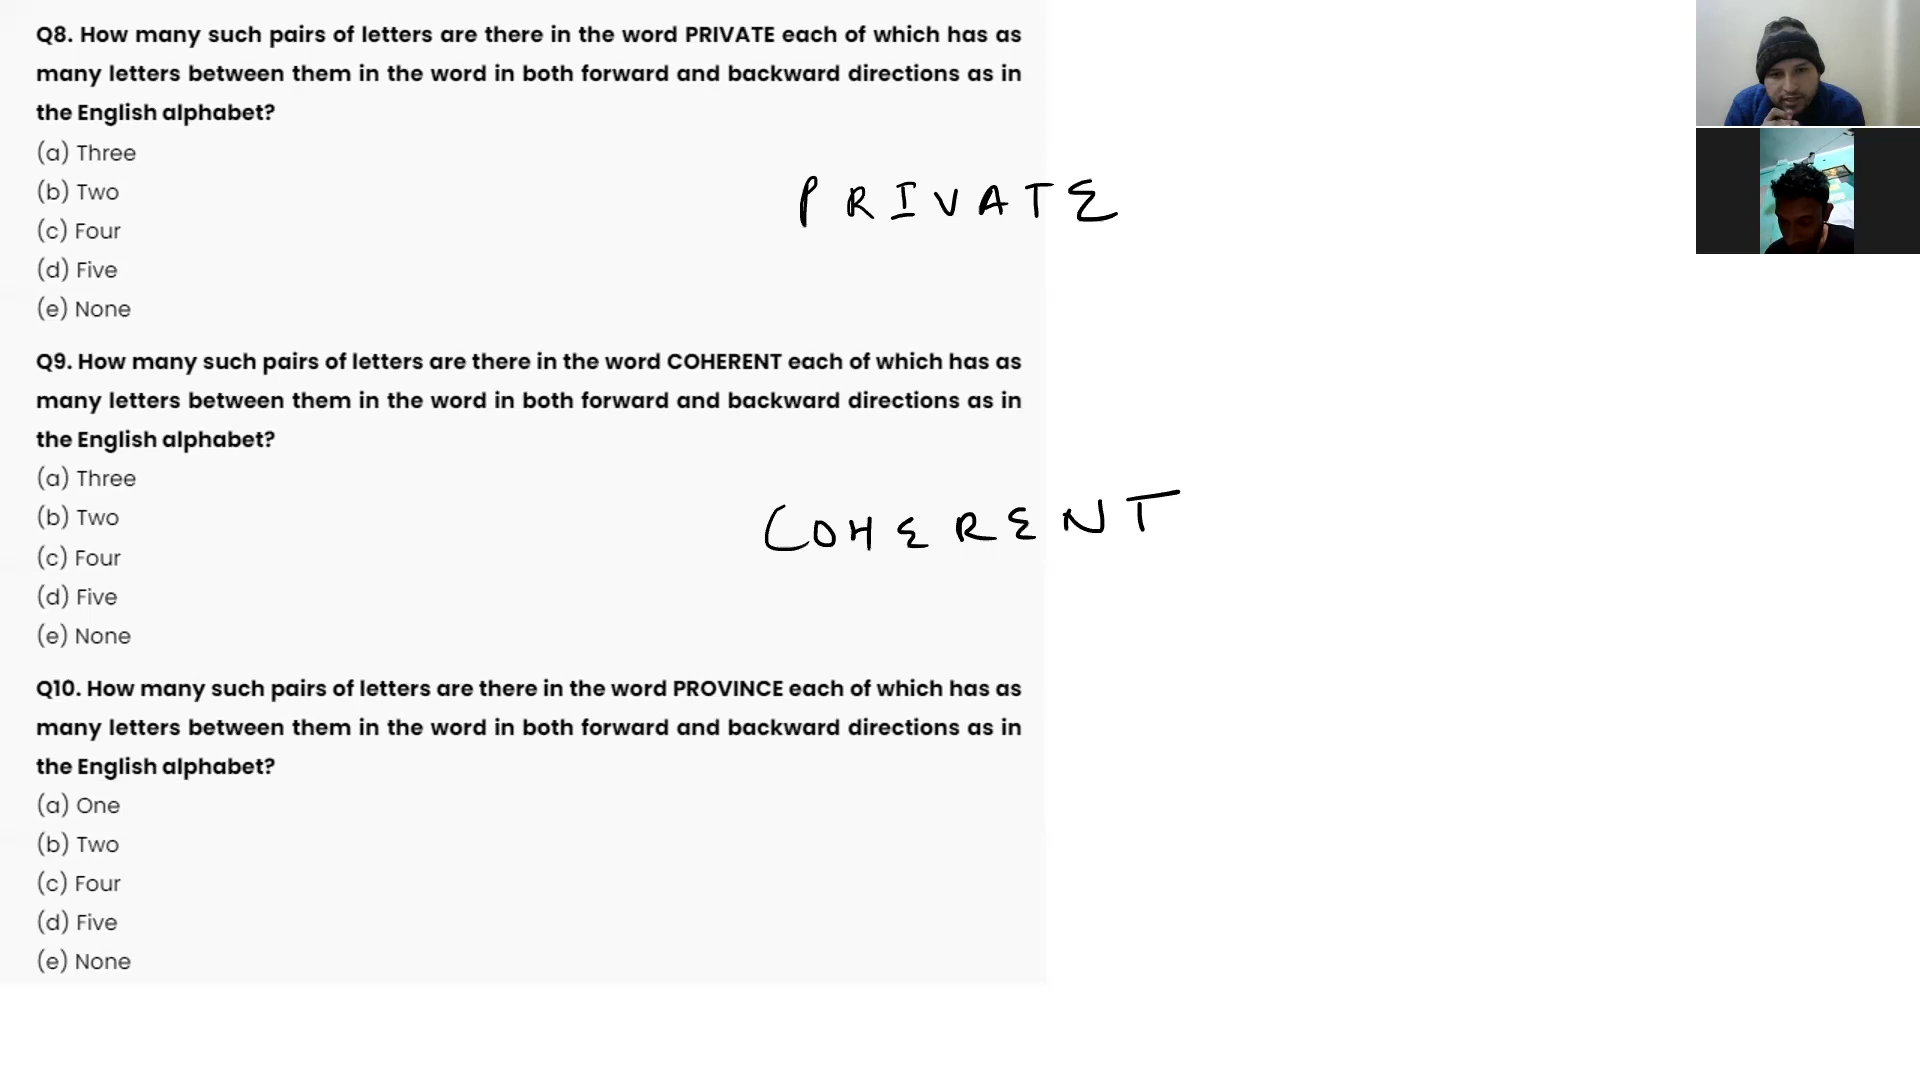 Q8. How many such pairs of letters are there in the word PRIVATE each of which has as
many letters between them in the word in both forward and backward directions as in
the English alphabet?
(a) Three
(b) Two
(c) Four
(d) Five
(e) None
PRIVATE
Q9. How many such pairs of letters are there in the word COHERENT each of which has as
many letters between them in the word in both forward and backward directions as in
the English alphabet?
(a) Three
(b) Two
(c) Four
(d) Five
(e) None
COHERENT
Q10. How many such pairs of letters are there in the word PROVINCE each of which has as
many letters between them in the word in both forward and backward directions as in
the English alphabet?
(a) One
(b) Two
(c) Four
(d) Five
(e) None